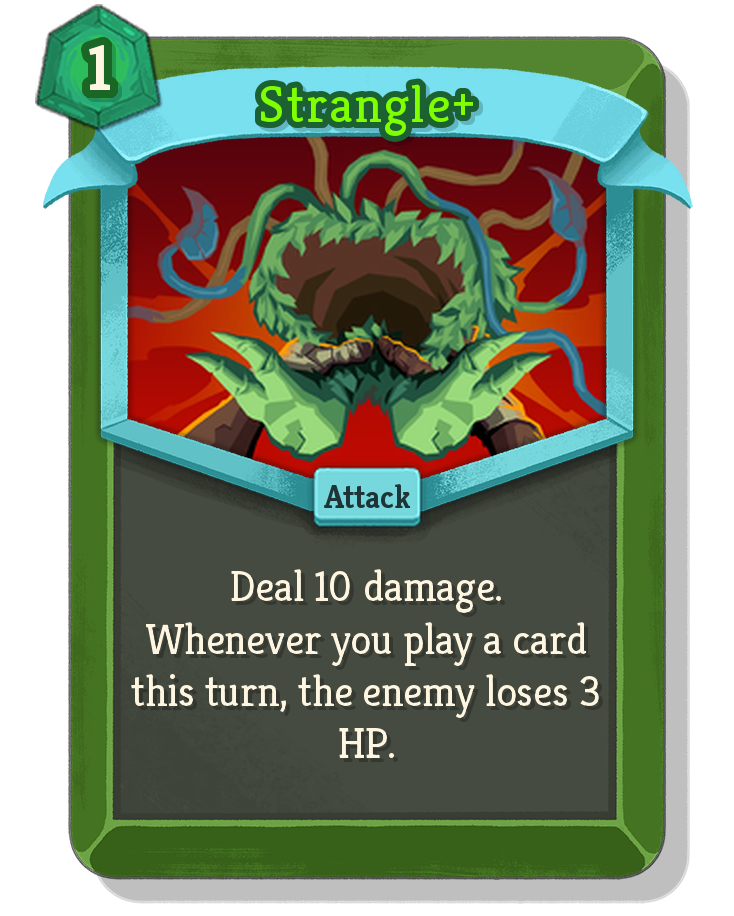 1
Strangle+
Attack
Deal 10 damage.
Whenever you play a card
this turn, the enemy loses 3
HP.